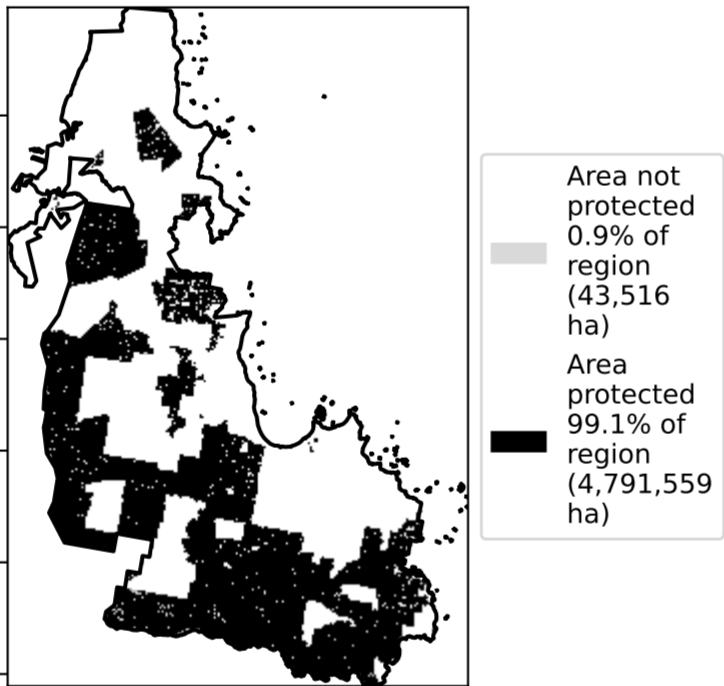 Area not
protected
0.9% of
region
(43,516
ha)
Area
protected
99.1% of
region
(4,791,559
ha)